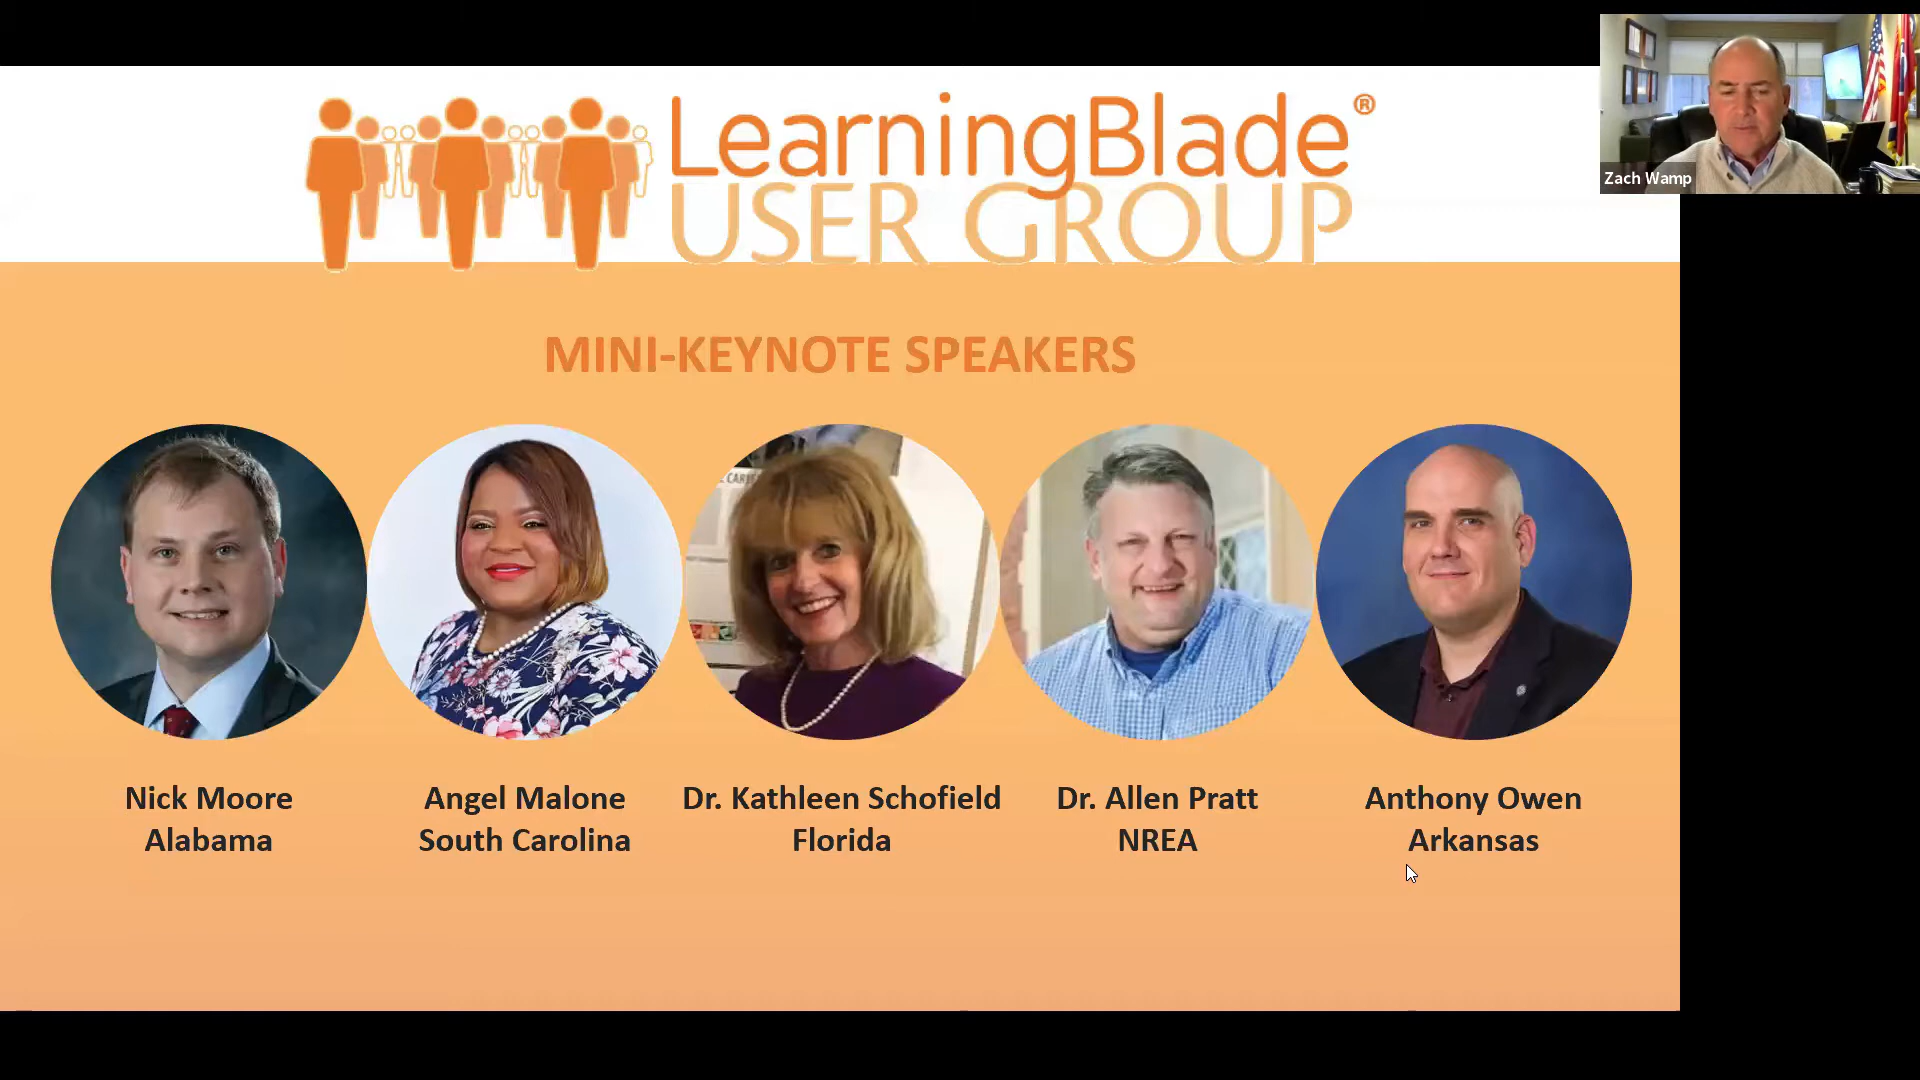 LearningBlade®
USER GROUP
Zach Wamp
MINI-KEYNOTE SPEAKERS
Nick Moore
Alabama
Angel Malone
South Carolina
Dr. Kathleen Schofield
Florida
Dr. Allen Pratt
NREA
Anthony Owen
Arkansas